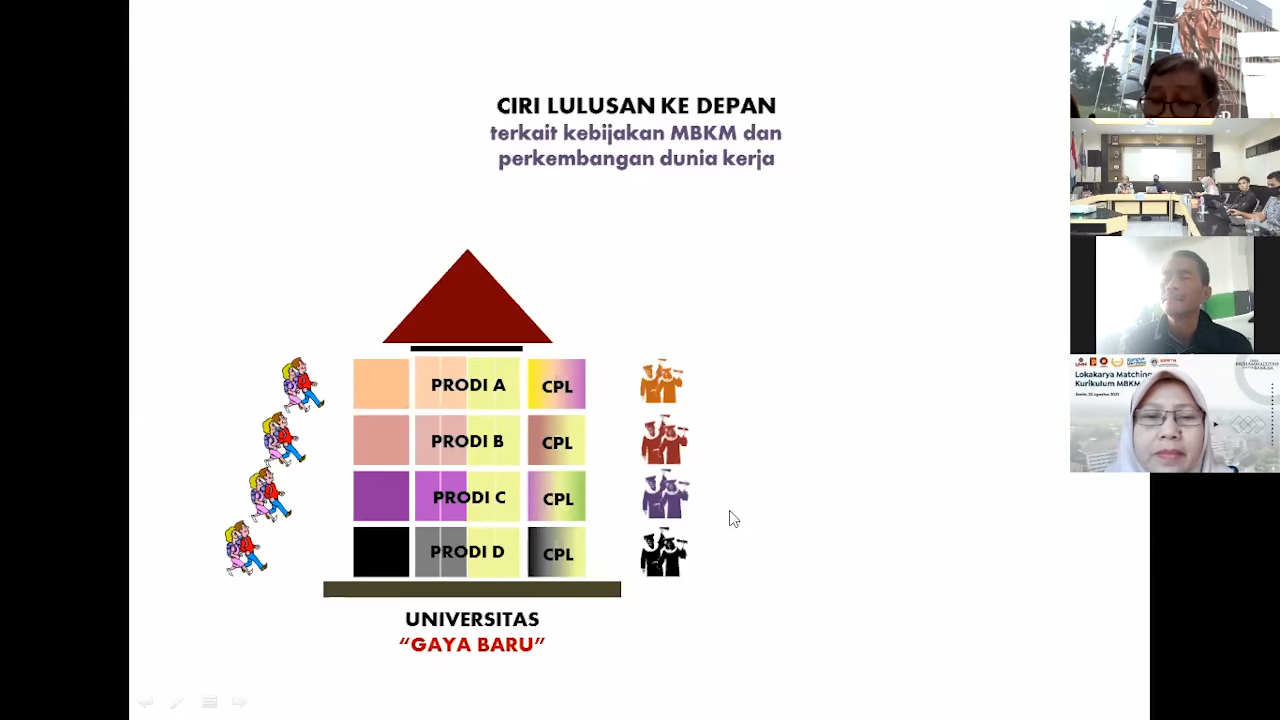 CIRI LULUSAN KE DEPAN
terkait kebijakan MBKM dan
perkembangan dunia kerja
PRODI A
CPL
PRODI B
CPL
PRODI C
CPL
PRODI D
CPL
UNIVERSITAS
“GAYA BARU”
Lokakarya Matching
Kurikulum MBKM